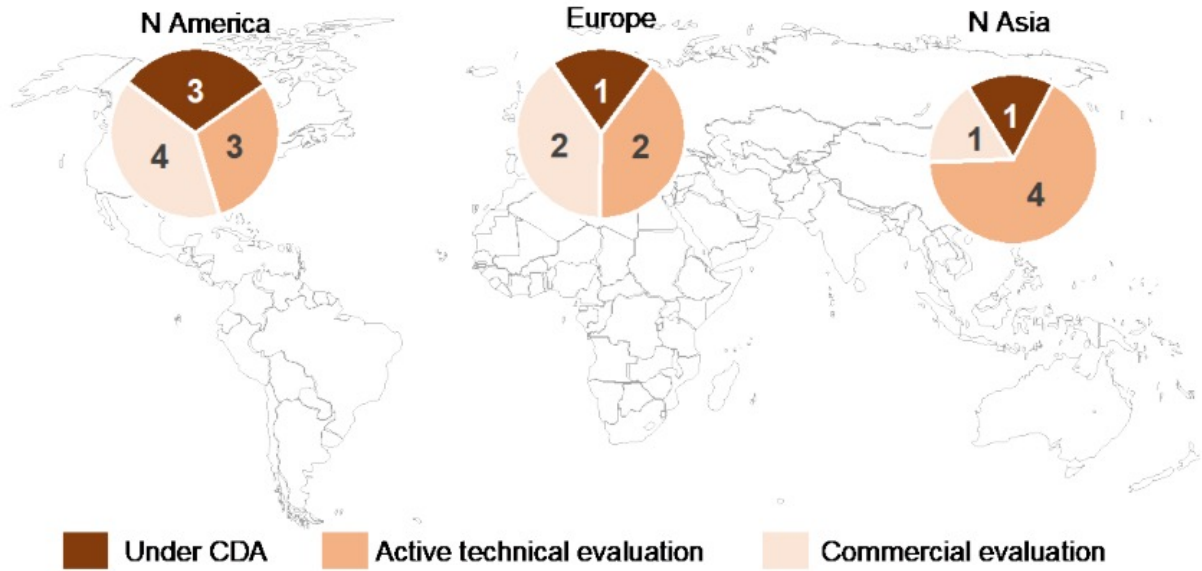 N America
Europe
N Asia
3
3
4
1
2
2
1
1
4
Under CDA
Active technical evaluation
Commercial evaluation